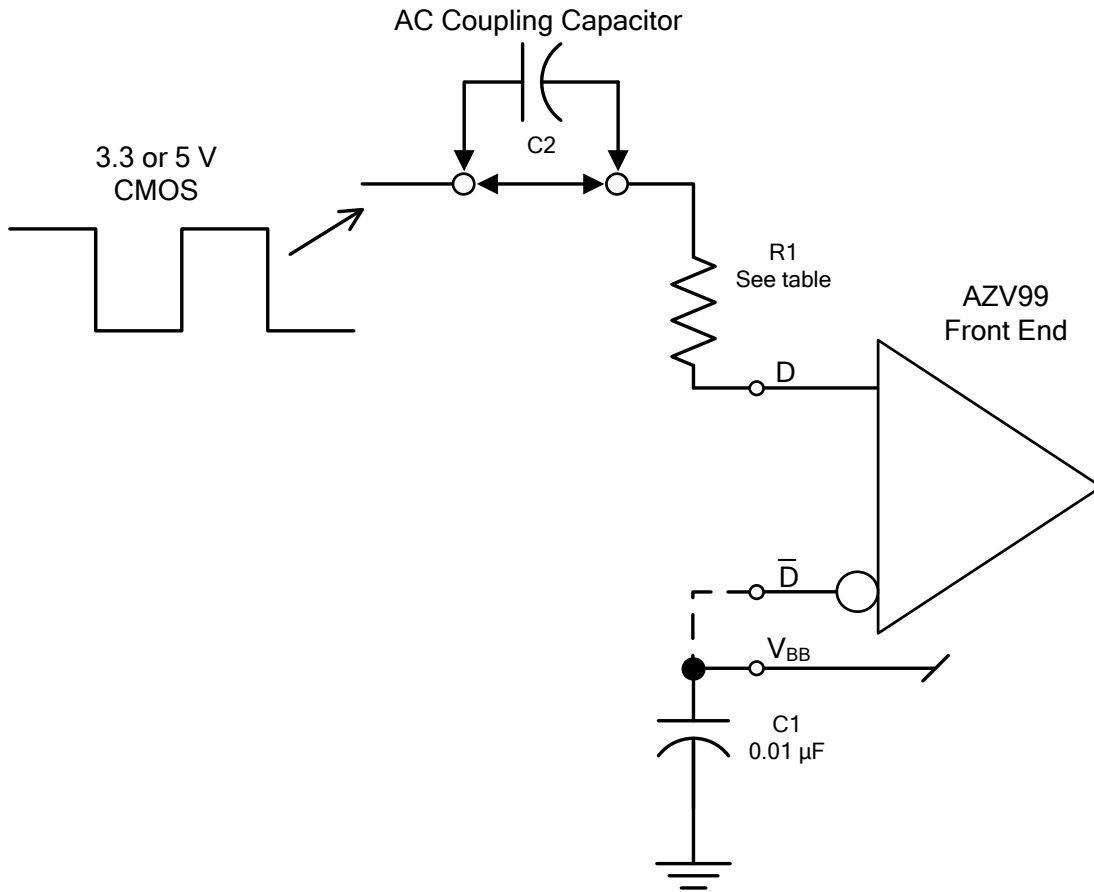 AC Coupling Capacitor
C2
3.3 or 5 V
CMOS
R1
See table
AZV99
Front End
D
D̅
V_BB
C1
0.01 µF